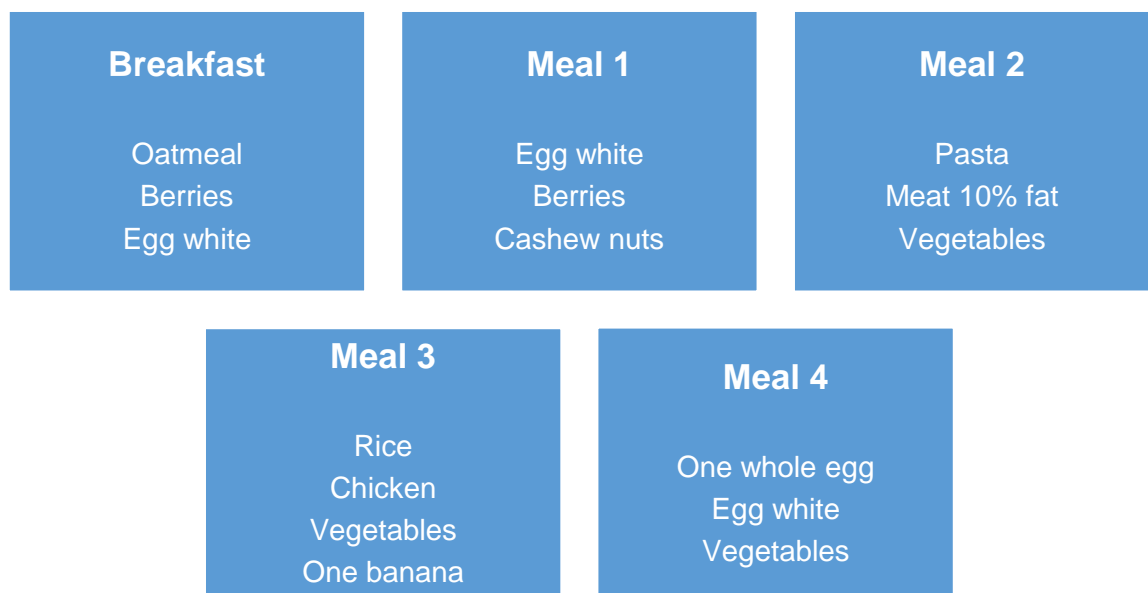 Breakfast
Oatmeal
Berries
Egg white
Meal 1
Egg white
Berries
Cashew nuts
Meal 2
Pasta
Meat 10% fat
Vegetables
Meal 3
Rice
Chicken
Vegetables
One banana
Meal 4
One whole egg
Egg white
Vegetables